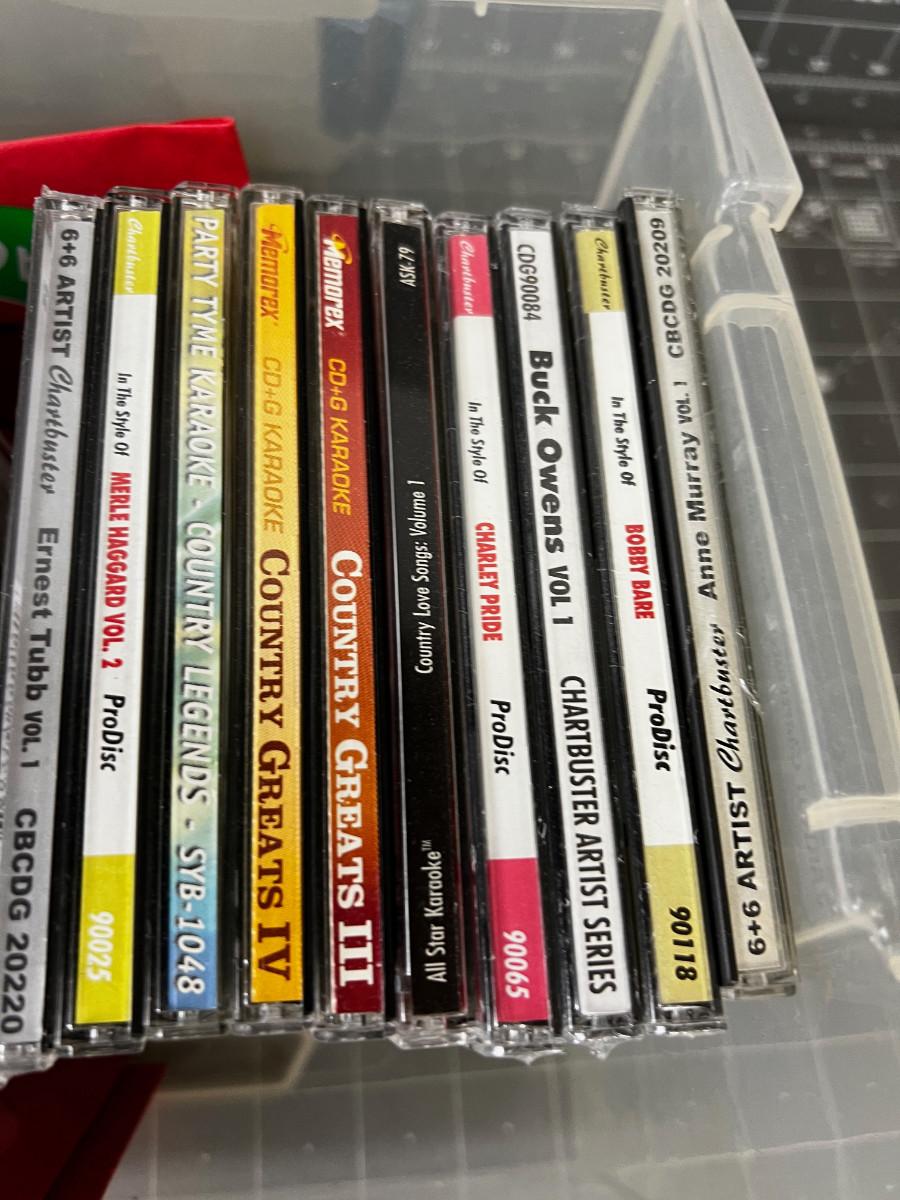 6+6 ARTIST Chartbuster Ernest Tubb VOL. 1 CBCDG 20220
Chartbuster In The Style Of MERLE HAGGARD VOL. 2 ProDisc 90025
PARTY TYME KARAOKE - COUNTRY LEGENDS - SYB-1048
Memorex CD+G KARAOKE COUNTRY GREATS IV
Memorex CD+G KARAOKE COUNTRY GREATS III
ASK-79 Country Love Songs: Volume 1 All Star Karaoke™
Chartbuster In The Style Of CHARLEY PRIDE ProDisc 90065
CDG90084 Buck Owens VOL 1 CHARTBUSTER ARTIST SERIES
Chartbuster In The Style Of BOBBY BARE ProDisc 90118
6+6 ARTIST Chartbuster Anne Murray VOL. 1 CBCDG 20209